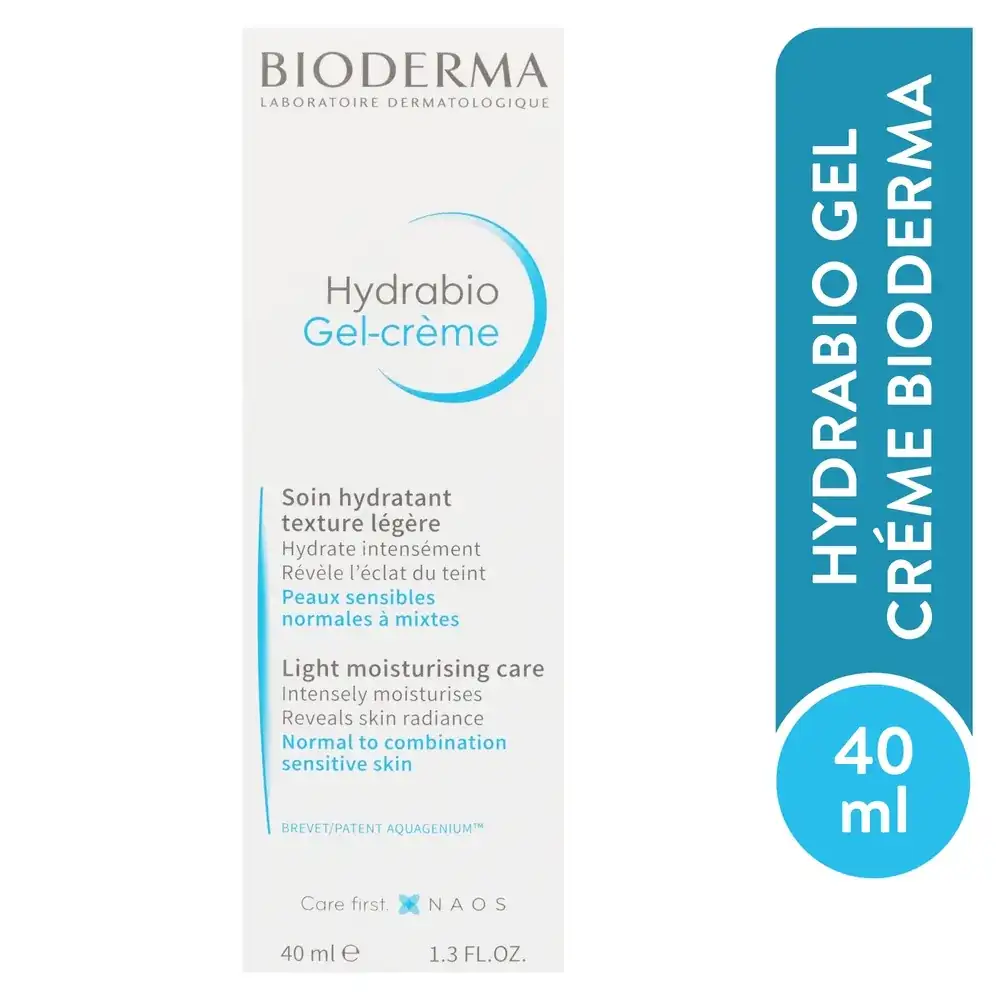 BIODERMA
LABORATOIRE DERMATOLOGIQUE
Hydrabio
Gel-crème
Soin hydratant
texture légère
Hydrate intensément
Révèle l'éclat du teint
Peaux sensibles
normales à mixtes
Light moisturising care
Intensely moisturises
Reveals skin radiance
Normal to combination
sensitive skin
BREVET/PATENT AQUAGENIUM™
Care first. NAOS
40 ml ℮ 1.3 FL.OZ.
HYDRABIO GEL
CRÉME BIODERMA
40
ml